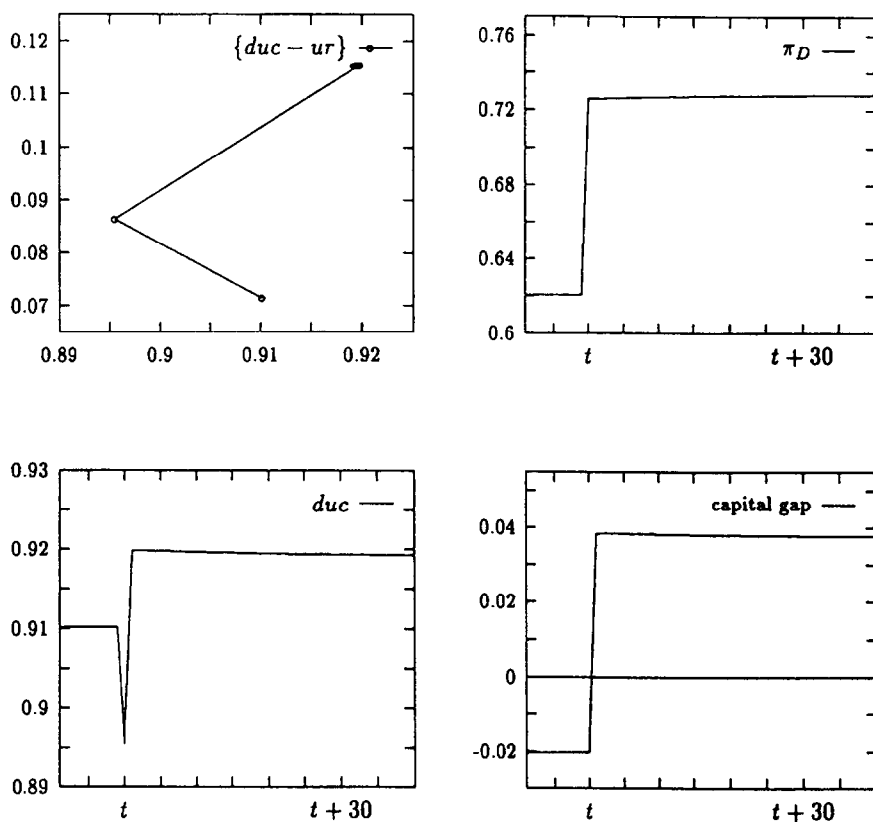 {duc − ur}
0.12
0.11
0.1
0.09
0.08
0.07
0.89 0.9 0.91 0.92
π_D
0.76
0.72
0.68
0.64
0.6
t t + 30
duc
0.93
0.92
0.91
0.9
0.89
t t + 30
capital gap
0.04
0.02
0
-0.02
t t + 30